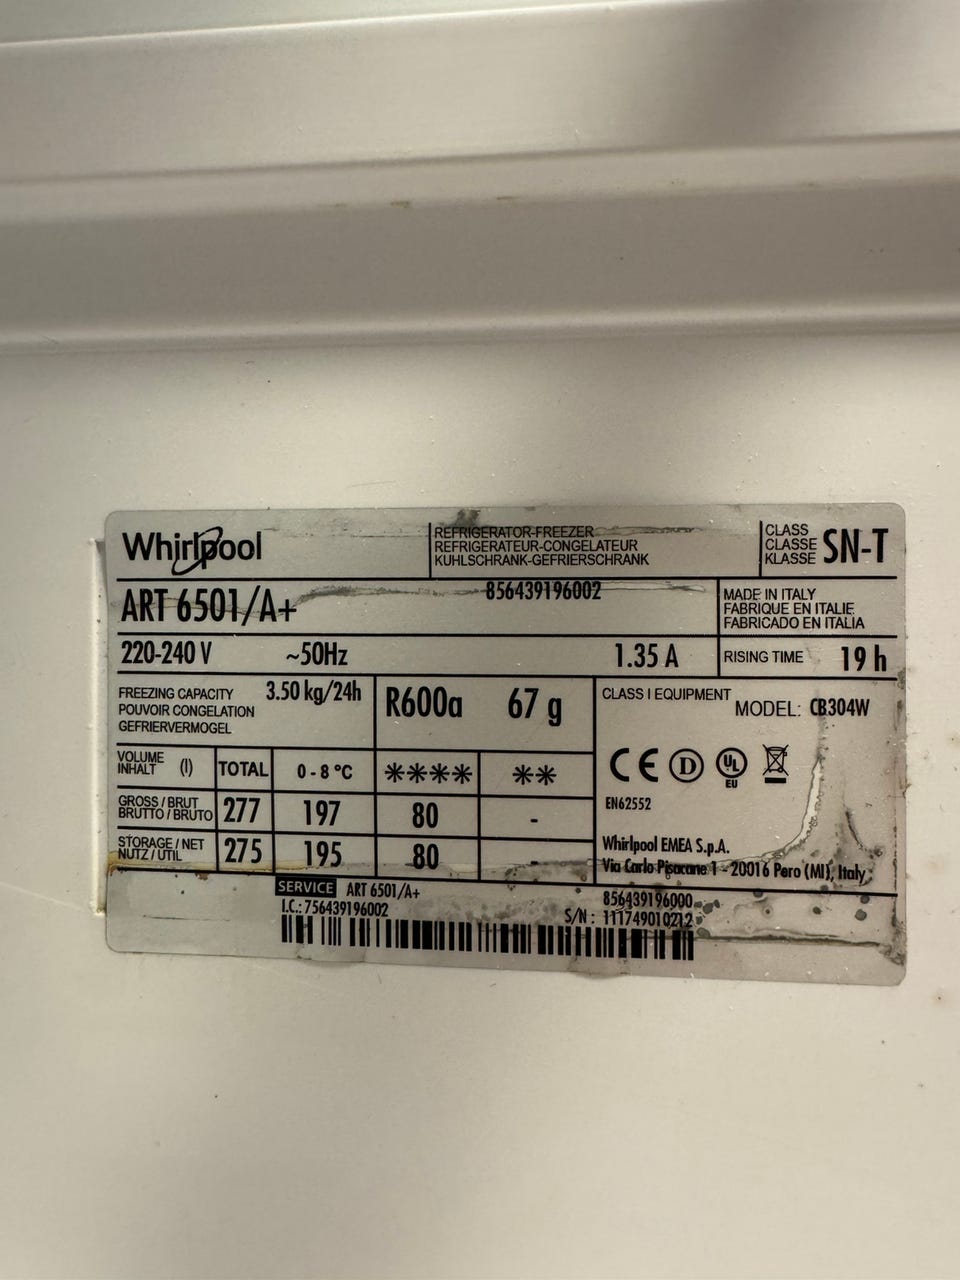 Whirlpool
REFRIGERATOR-FREEZER
REFRIGERATEUR-CONGELATEUR
KUHLSCHRANK-GEFRIERSCHRANK
CLASS
CLASSE
KLASSE
SN-T
ART 6501/A+
856439196002
MADE IN ITALY
FABRIQUE EN ITALIE
FABRICADO EN ITALIA
220-240 V ~50Hz 1.35 A
RISING TIME 19 h
FREEZING CAPACITY 3.50 kg/24h
POUVOIR CONGELATION
GEFRIERVERMOGEL
R600a 67 g
CLASS I EQUIPMENT
MODEL: CB304W
VOLUME
INHALT (l) TOTAL 0 - 8 °C **** **
GROSS / BRUT
BRUTTO / BRUTO 277 197 80 -
STORAGE / NET
NUTZ / UTIL 275 195 80 -
CE D UL
EU
EN62552
Whirlpool EMEA S.p.A.
Via Carlo Pisacane 1 - 20016 Pero (MI), Italy
SERVICE ART 6501/A+
I.C.: 756439196002
856439196000
S/N: 111749010212